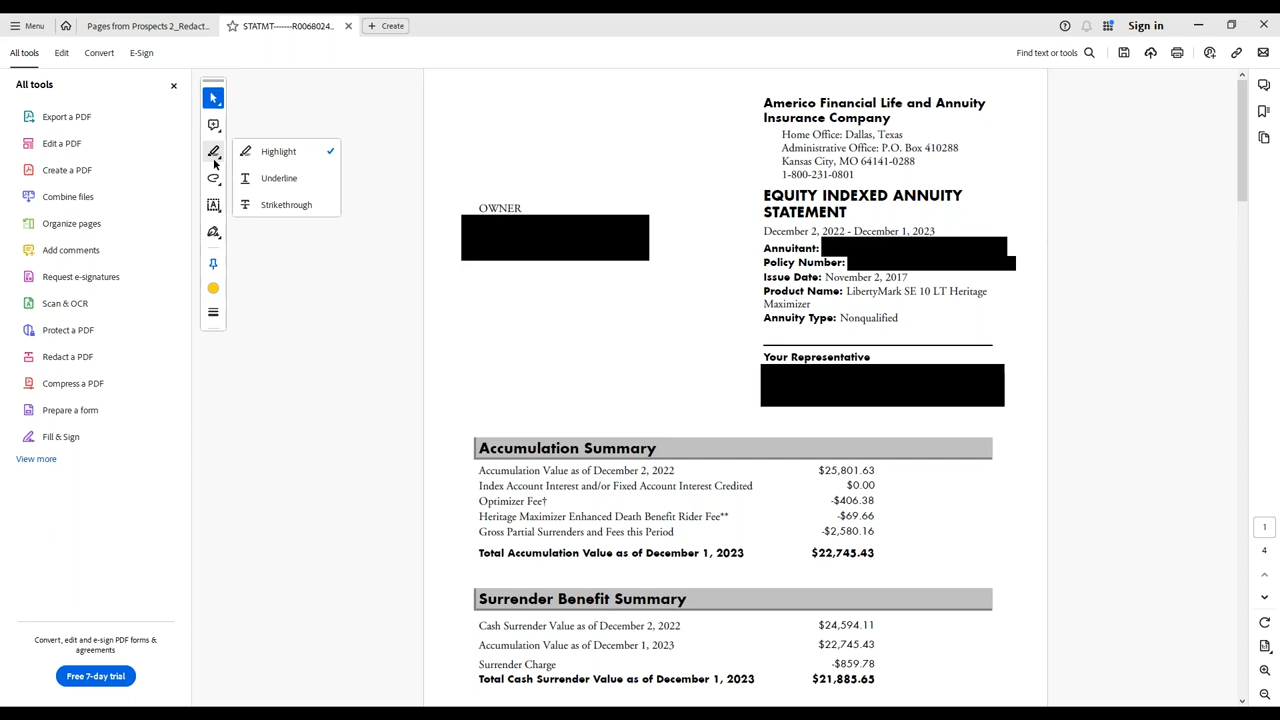 Menu
Pages from Prospects 2_Redact...
STATMT-------R0068024...
Create
Sign in
All tools
Edit
Convert
E-Sign
Find text or tools
All tools
Export a PDF
Edit a PDF
Create a PDF
Combine files
Organize pages
Add comments
Request e-signatures
Scan & OCR
Protect a PDF
Redact a PDF
Compress a PDF
Prepare a form
Fill & Sign
View more
Convert, edit and e-sign PDF forms &
agreements
Free 7-day trial
Highlight
Underline
Strikethrough
Americo Financial Life and Annuity
Insurance Company
Home Office: Dallas, Texas
Administrative Office: P.O. Box 410288
Kansas City, MO 64141-0288
1-800-231-0801
EQUITY INDEXED ANNUITY
STATEMENT
December 2, 2022 - December 1, 2023
OWNER
Annuitant:
Policy Number:
Issue Date: November 2, 2017
Product Name: LibertyMark SE 10 LT Heritage
Maximizer
Annuity Type: Nonqualified
Your Representative
Accumulation Summary
Accumulation Value as of December 2, 2022 $25,801.63
Index Account Interest and/or Fixed Account Interest Credited $0.00
Optimizer Fee† -$406.38
Heritage Maximizer Enhanced Death Benefit Rider Fee** -$69.66
Gross Partial Surrenders and Fees this Period -$2,580.16
Total Accumulation Value as of December 1, 2023 $22,745.43
Surrender Benefit Summary
Cash Surrender Value as of December 2, 2022 $24,594.11
Accumulation Value as of December 1, 2023 $22,745.43
Surrender Charge -$859.78
Total Cash Surrender Value as of December 1, 2023 $21,885.65
1
4